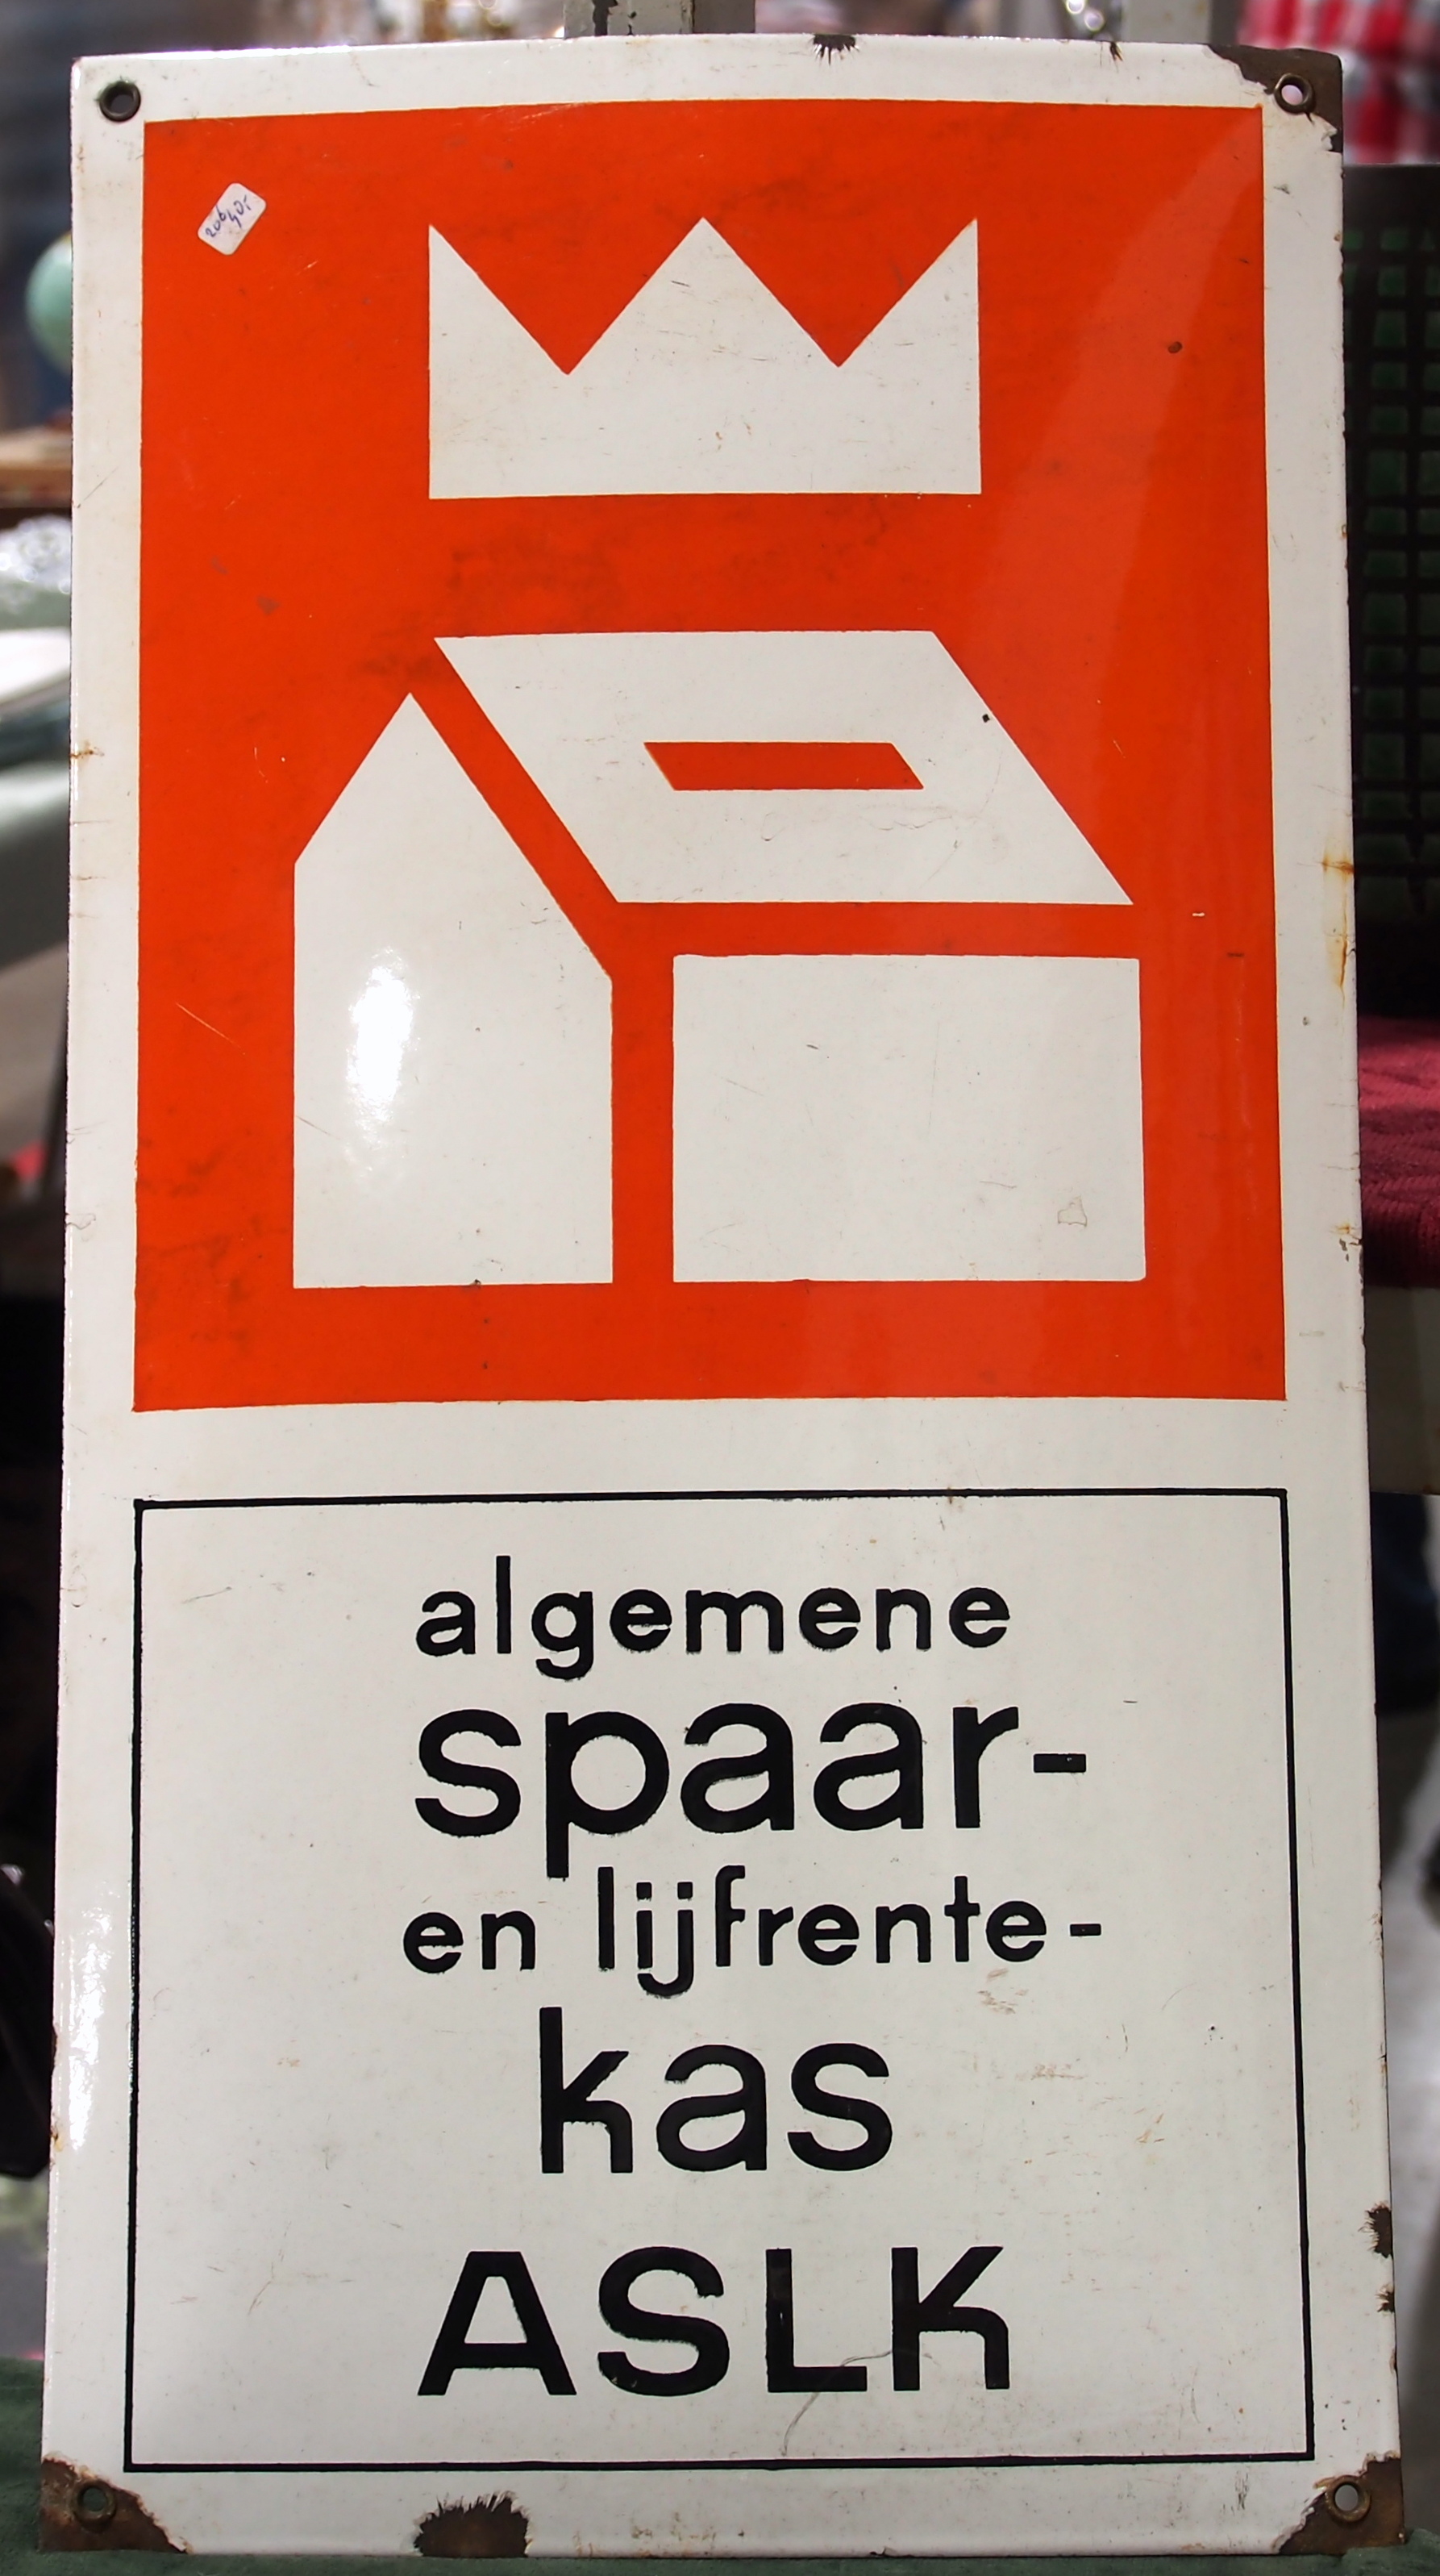 algemene
spaar-
en lijfrente-
kas
ASLK